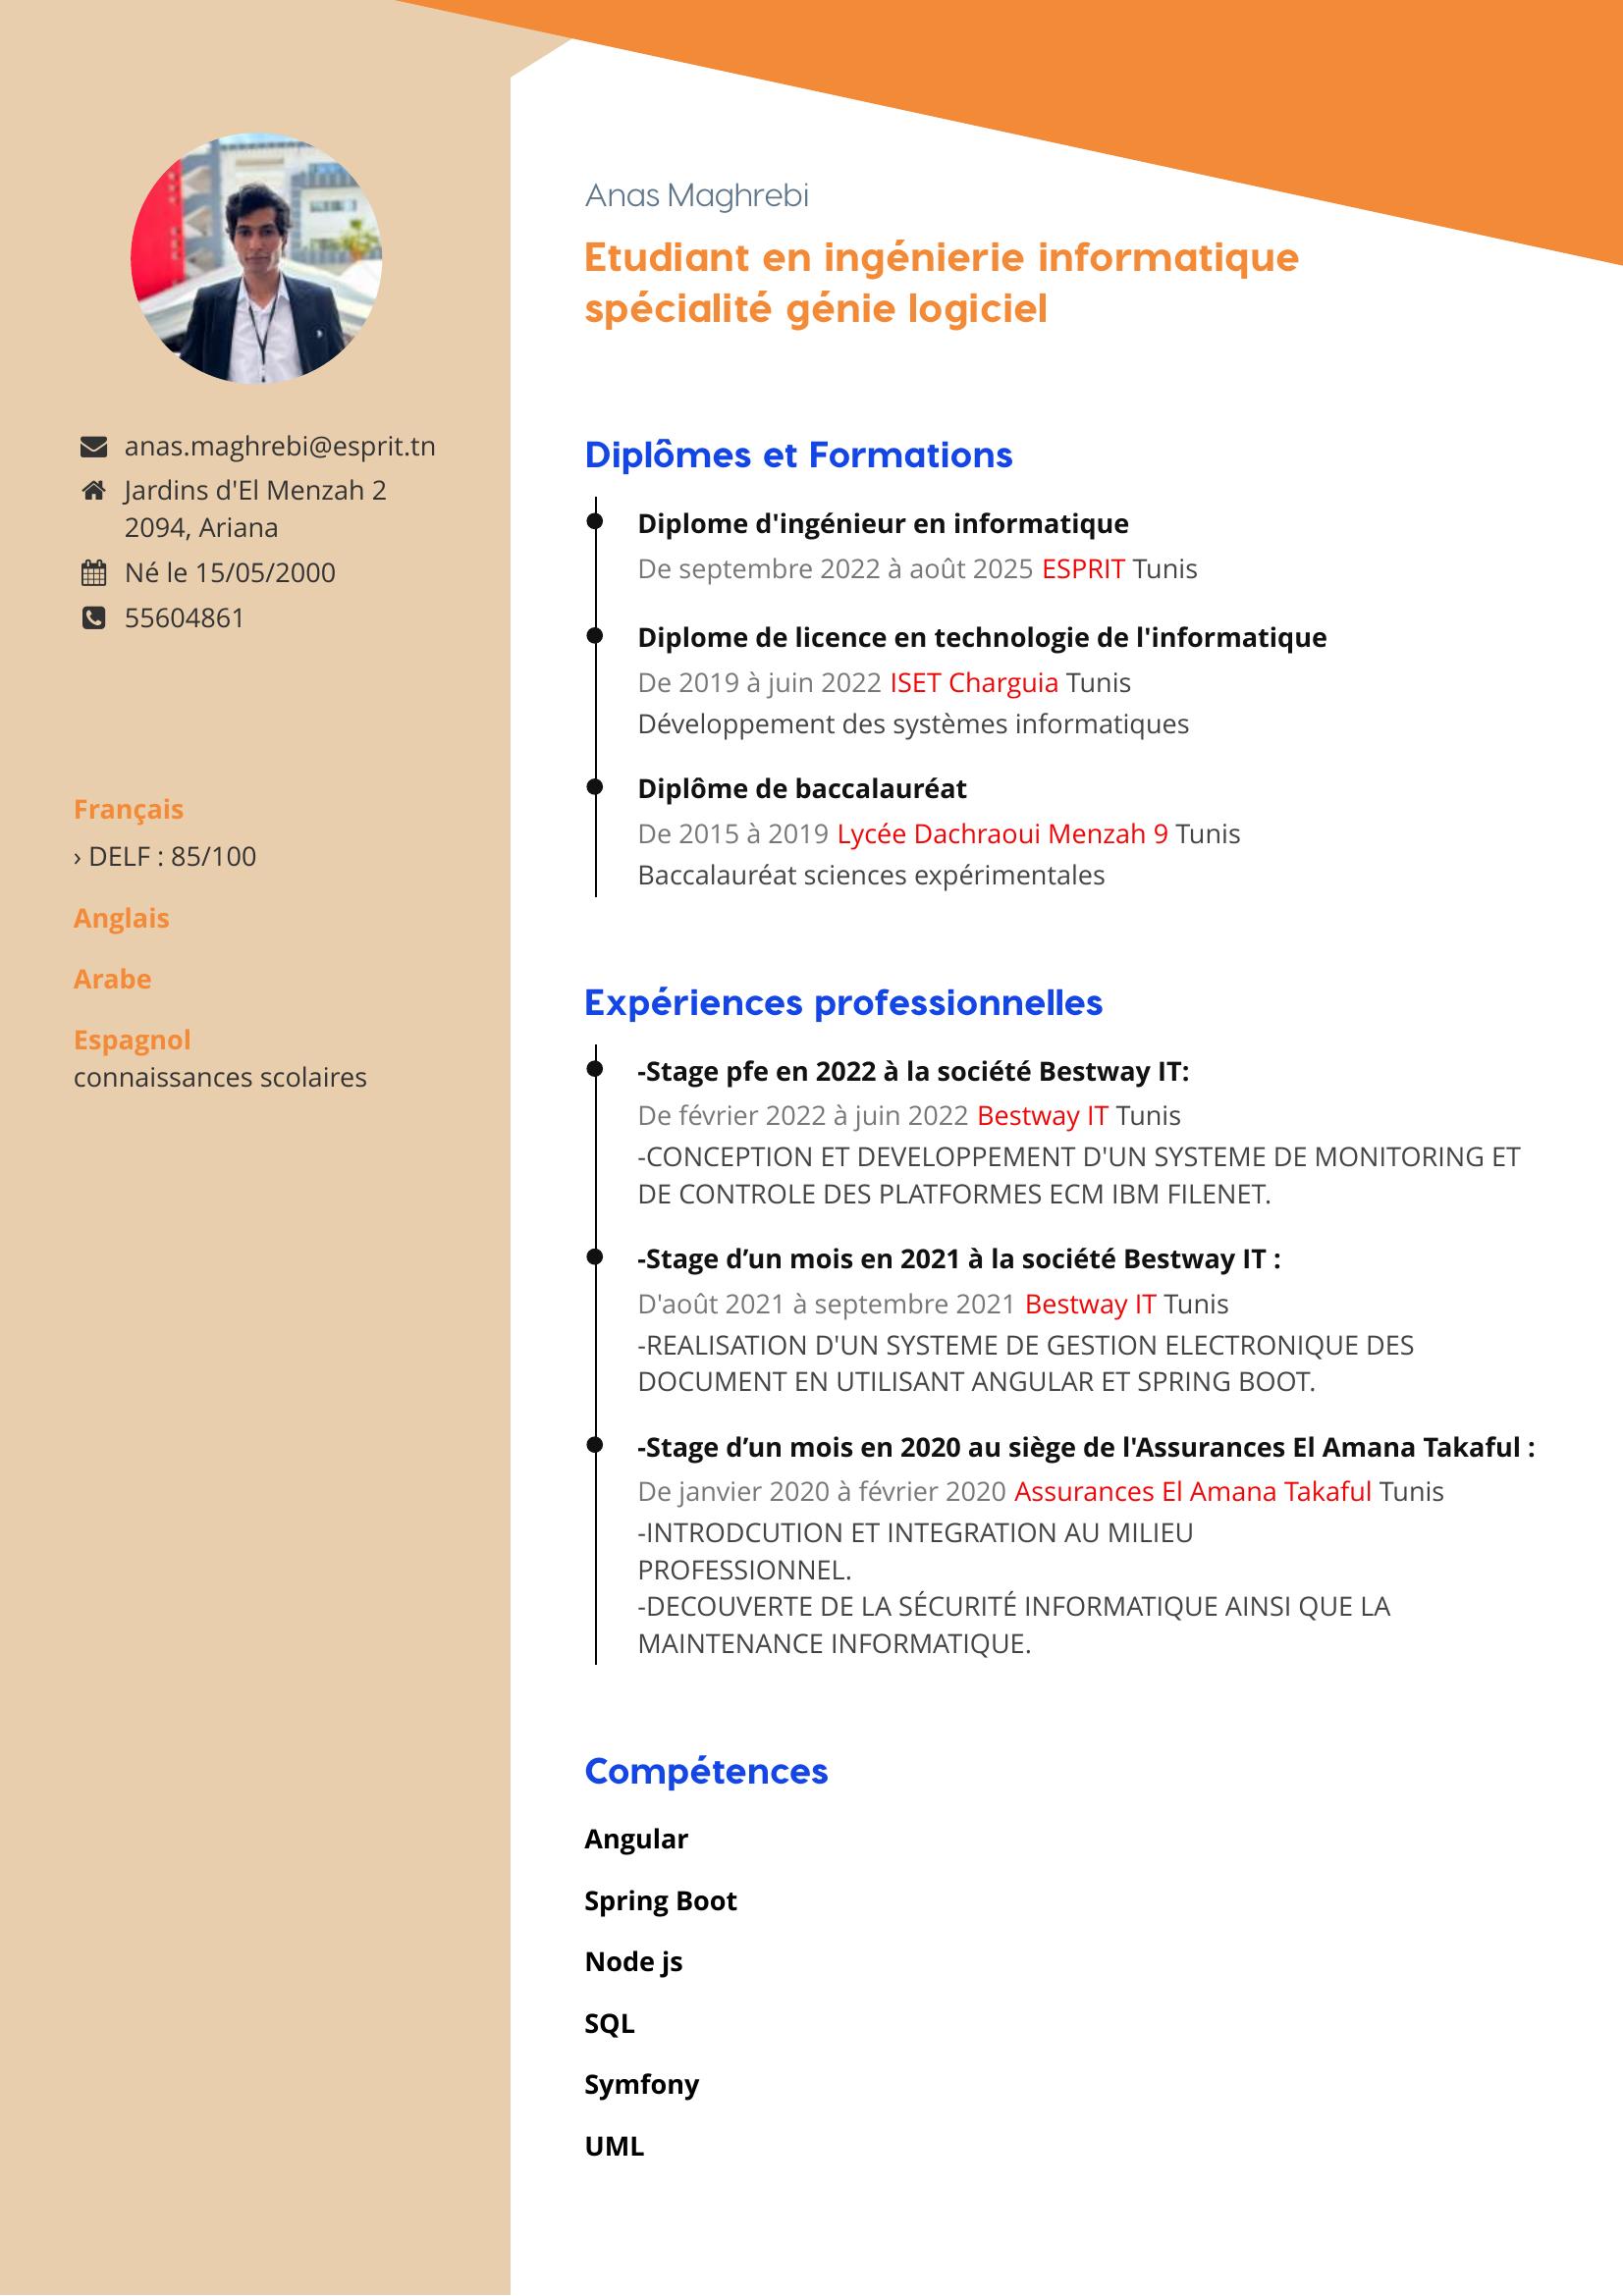 anas.maghrebi@esprit.tn
Jardins d'El Menzah 2
2094, Ariana
Né le 15/05/2000
55604861
Français
› DELF : 85/100
Anglais
Arabe
Espagnol
connaissances scolaires
Anas Maghrebi
Etudiant en ingénierie informatique
spécialité génie logiciel
Diplômes et Formations
Diplome d'ingénieur en informatique
De septembre 2022 à août 2025 ESPRIT Tunis
Diplome de licence en technologie de l'informatique
De 2019 à juin 2022 ISET Charguia Tunis
Développement des systèmes informatiques
Diplôme de baccalauréat
De 2015 à 2019 Lycée Dachraoui Menzah 9 Tunis
Baccalauréat sciences expérimentales
Expériences professionnelles
-Stage pfe en 2022 à la société Bestway IT:
De février 2022 à juin 2022 Bestway IT Tunis
-CONCEPTION ET DEVELOPPEMENT D'UN SYSTEME DE MONITORING ET
DE CONTROLE DES PLATFORMES ECM IBM FILENET.
-Stage d’un mois en 2021 à la société Bestway IT :
D'août 2021 à septembre 2021 Bestway IT Tunis
-REALISATION D'UN SYSTEME DE GESTION ELECTRONIQUE DES
DOCUMENT EN UTILISANT ANGULAR ET SPRING BOOT.
-Stage d’un mois en 2020 au siège de l'Assurances El Amana Takaful :
De janvier 2020 à février 2020 Assurances El Amana Takaful Tunis
-INTRODCUTION ET INTEGRATION AU MILIEU
PROFESSIONNEL.
-DECOUVERTE DE LA SÉCURITÉ INFORMATIQUE AINSI QUE LA
MAINTENANCE INFORMATIQUE.
Compétences
Angular
Spring Boot
Node js
SQL
Symfony
UML